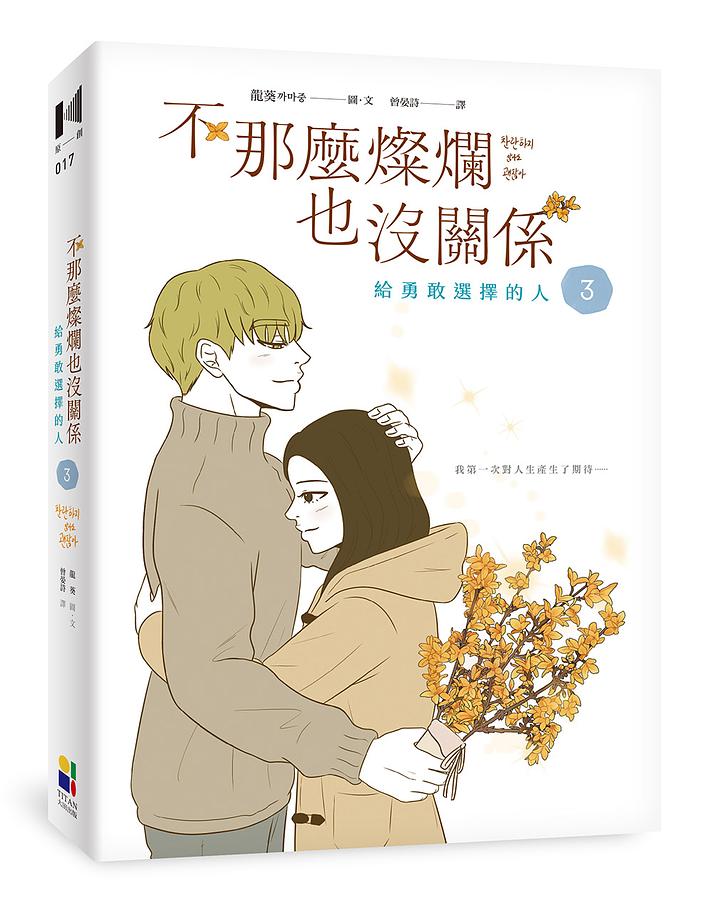 龍葵까마중———圖·文 曾晏詩———譯
不那麼燦爛
也沒關係
찬란하지
않아도
괜찮아
給勇敢選擇的人 3
我第一次對人生產生了期待……
原—創
017
不那麼燦爛也沒關係
給勇敢選擇的人
3
찬란하지
않아도
괜찮아
龍葵 圖·文
曾晏詩 譯
TITAN
大田出版